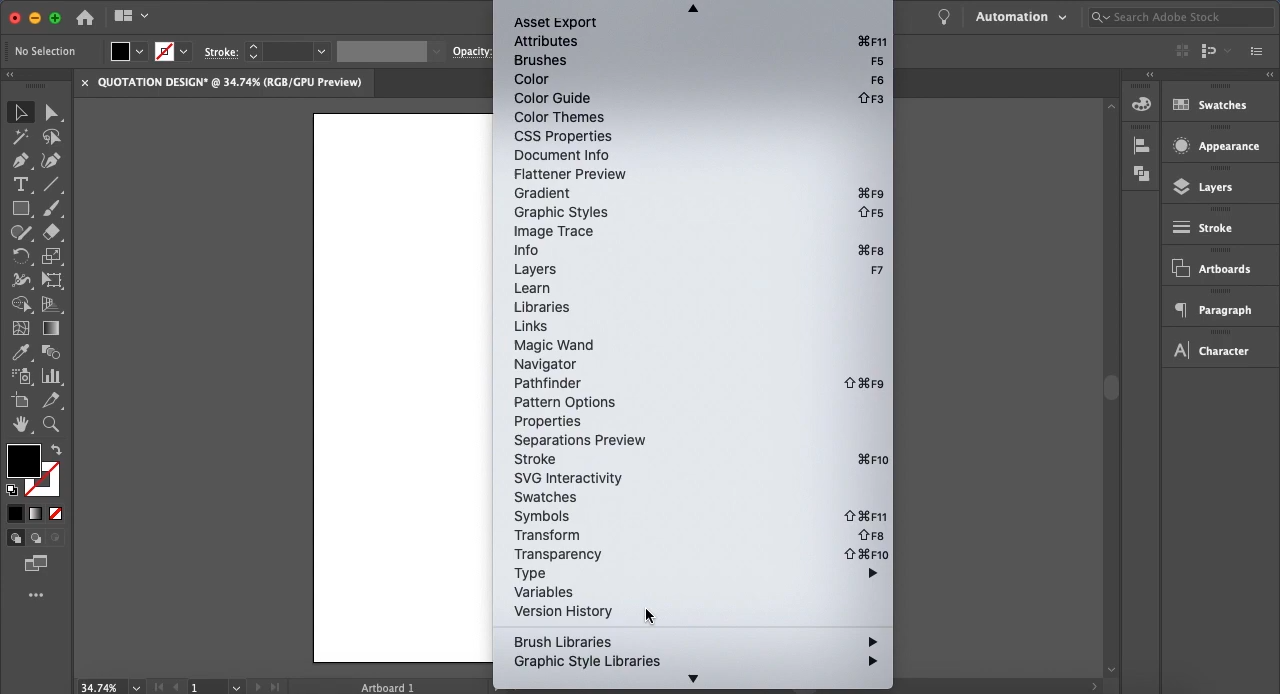 Automation
Search Adobe Stock
No Selection
Stroke:
Opacity:
× QUOTATION DESIGN* @ 34.74% (RGB/GPU Preview)
Asset Export
Attributes ⌘F11
Brushes F5
Color F6
Color Guide ⇧F3
Color Themes
CSS Properties
Document Info
Flattener Preview
Gradient ⌘F9
Graphic Styles ⇧F5
Image Trace
Info ⌘F8
Layers F7
Learn
Libraries
Links
Magic Wand
Navigator
Pathfinder ⇧⌘F9
Pattern Options
Properties
Separations Preview
Stroke ⌘F10
SVG Interactivity
Swatches
Symbols ⇧⌘F11
Transform ⇧F8
Transparency ⇧⌘F10
Type
Variables
Version History
Brush Libraries
Graphic Style Libraries
Swatches
Appearance
Layers
Stroke
Artboards
Paragraph
Character
34.74%
1
Artboard 1